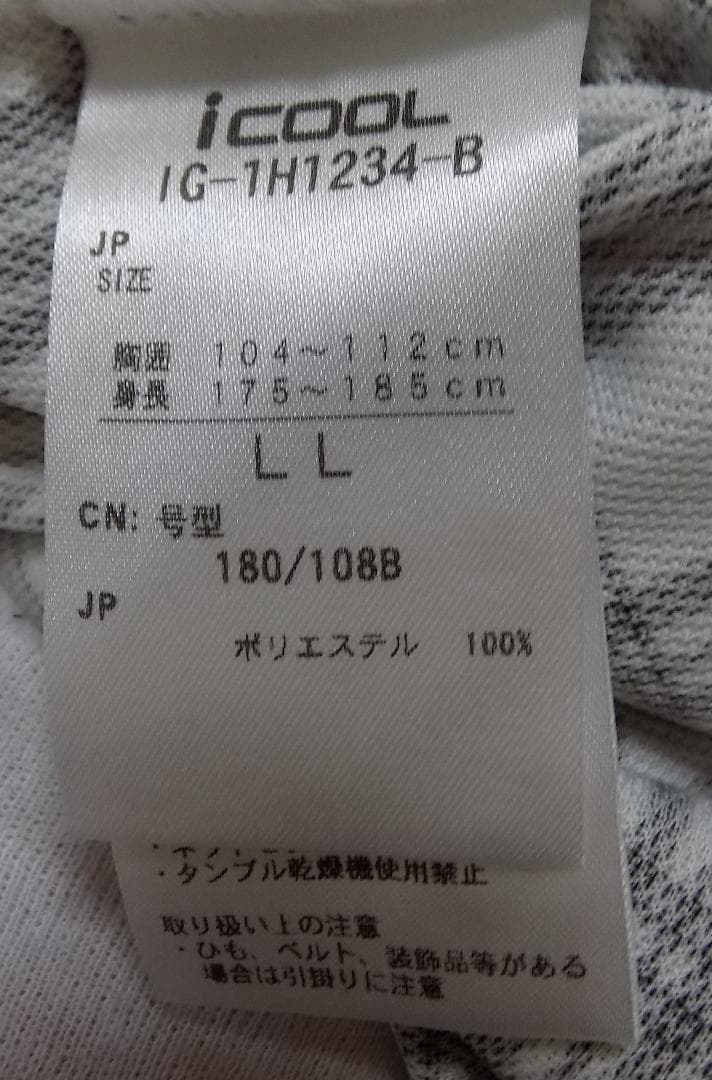 iCOOL
IG-1H1234-B
JP
SIZE
胸囲 104～112cm
身長 175～185cm
LL
CN: 号型
180/108B
JP
ポリエステル 100%
・タンブル乾燥機使用禁止
取り扱い上の注意
・ひも、ベルト、装飾品等がある
場合は引掛りに注意